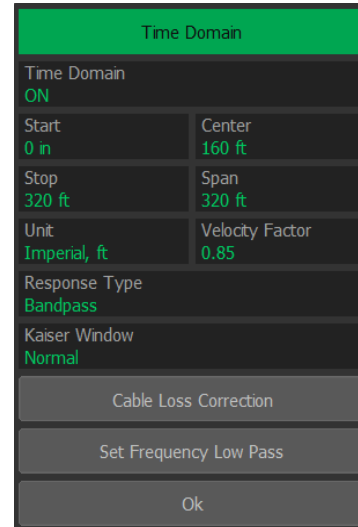 Time Domain
Time Domain
ON
Start
0 in
Center
160 ft
Stop
320 ft
Span
320 ft
Unit
Imperial, ft
Velocity Factor
0.85
Response Type
Bandpass
Kaiser Window
Normal
Cable Loss Correction
Set Frequency Low Pass
Ok